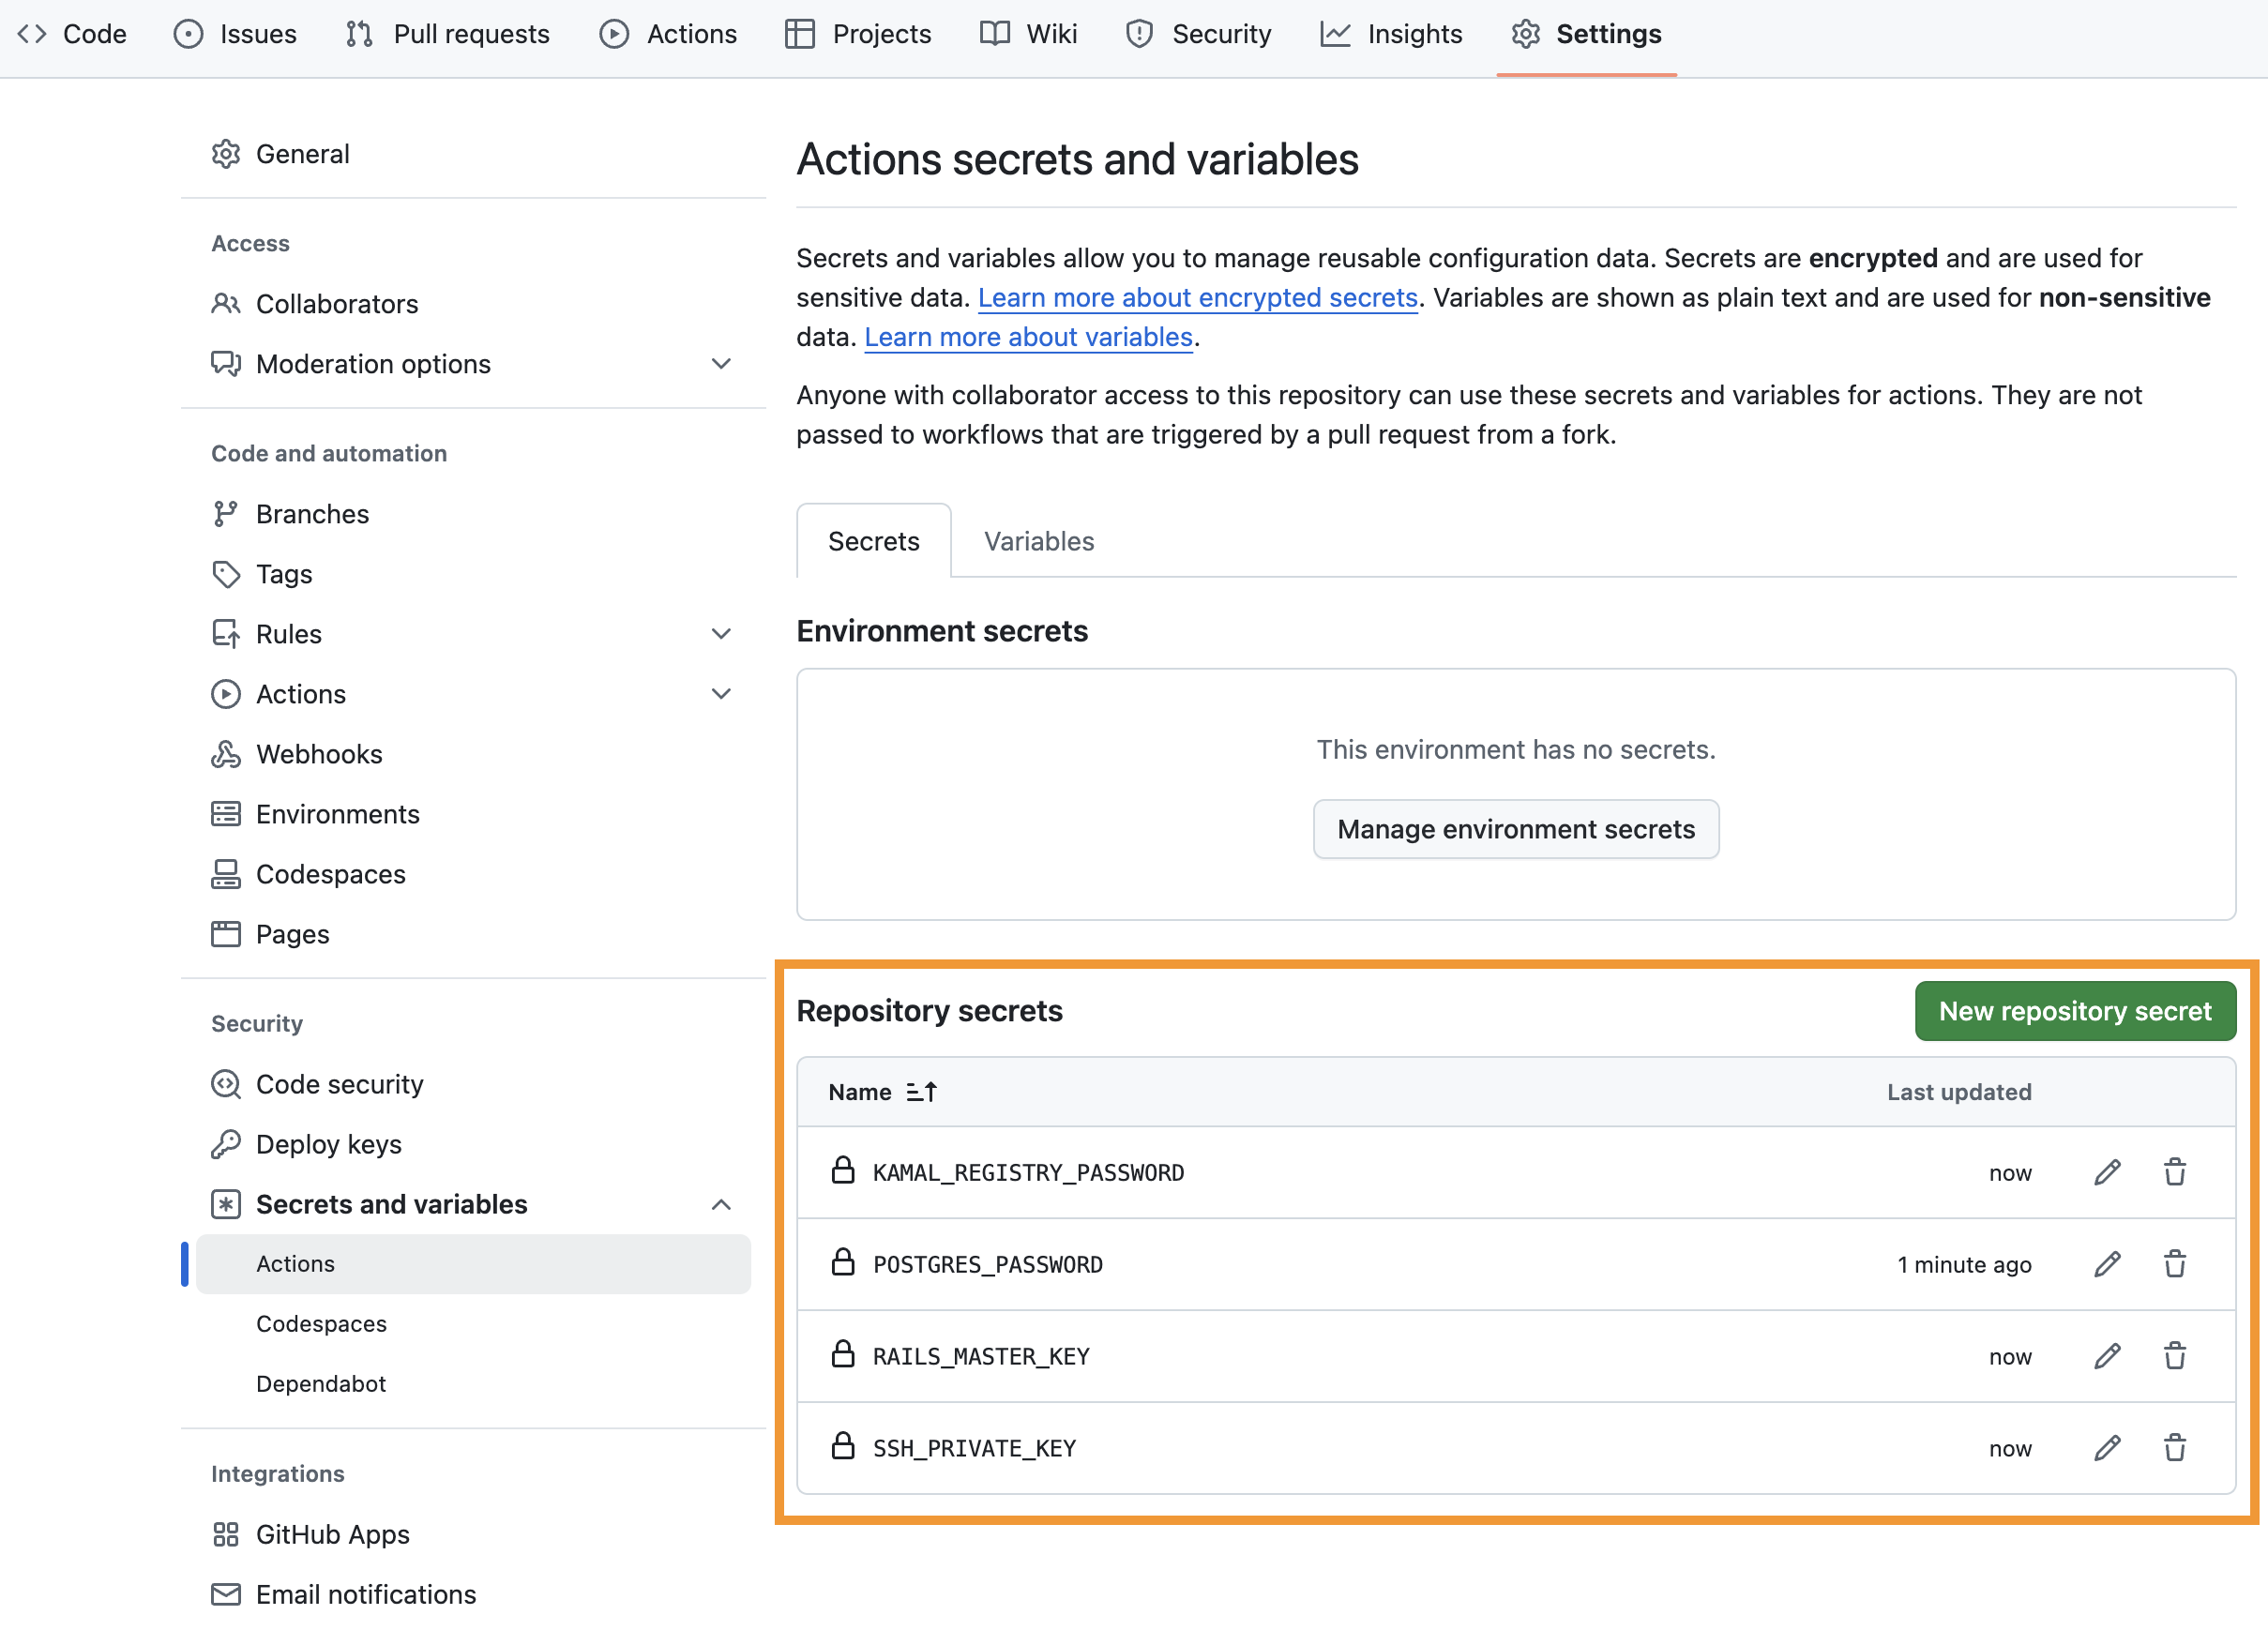 Code Issues Pull requests Actions Projects Wiki Security Insights Settings
General
Access
Collaborators
Moderation options
Code and automation
Branches
Tags
Rules
Actions
Webhooks
Environments
Codespaces
Pages
Security
Code security
Deploy keys
Secrets and variables
Actions
Codespaces
Dependabot
Integrations
GitHub Apps
Email notifications
Actions secrets and variables
Secrets and variables allow you to manage reusable configuration data. Secrets are encrypted and are used for
sensitive data. Learn more about encrypted secrets. Variables are shown as plain text and are used for non-sensitive
data. Learn more about variables.
Anyone with collaborator access to this repository can use these secrets and variables for actions. They are not
passed to workflows that are triggered by a pull request from a fork.
Secrets Variables
Environment secrets
This environment has no secrets.
Manage environment secrets
Repository secrets New repository secret
Name Last updated
KAMAL_REGISTRY_PASSWORD now
POSTGRES_PASSWORD 1 minute ago
RAILS_MASTER_KEY now
SSH_PRIVATE_KEY now